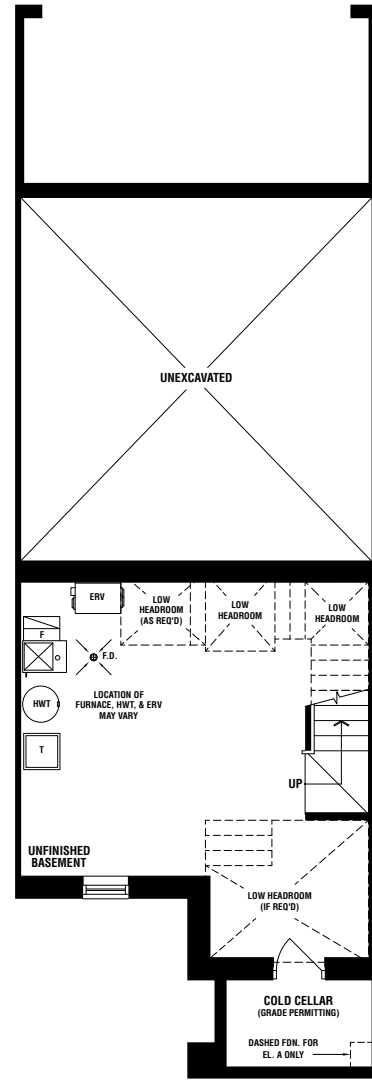 UNEXCAVATED
ERV
LOW
HEADROOM
(AS REQ'D)
LOW
HEADROOM
LOW
HEADROOM
F
F.D.
HWT
LOCATION OF
FURNACE, HWT, & ERV
MAY VARY
T
UP
UNFINISHED
BASEMENT
LOW HEADROOM
(IF REQ'D)
COLD CELLAR
(GRADE PERMITTING)
DASHED FDN. FOR
EL. A ONLY